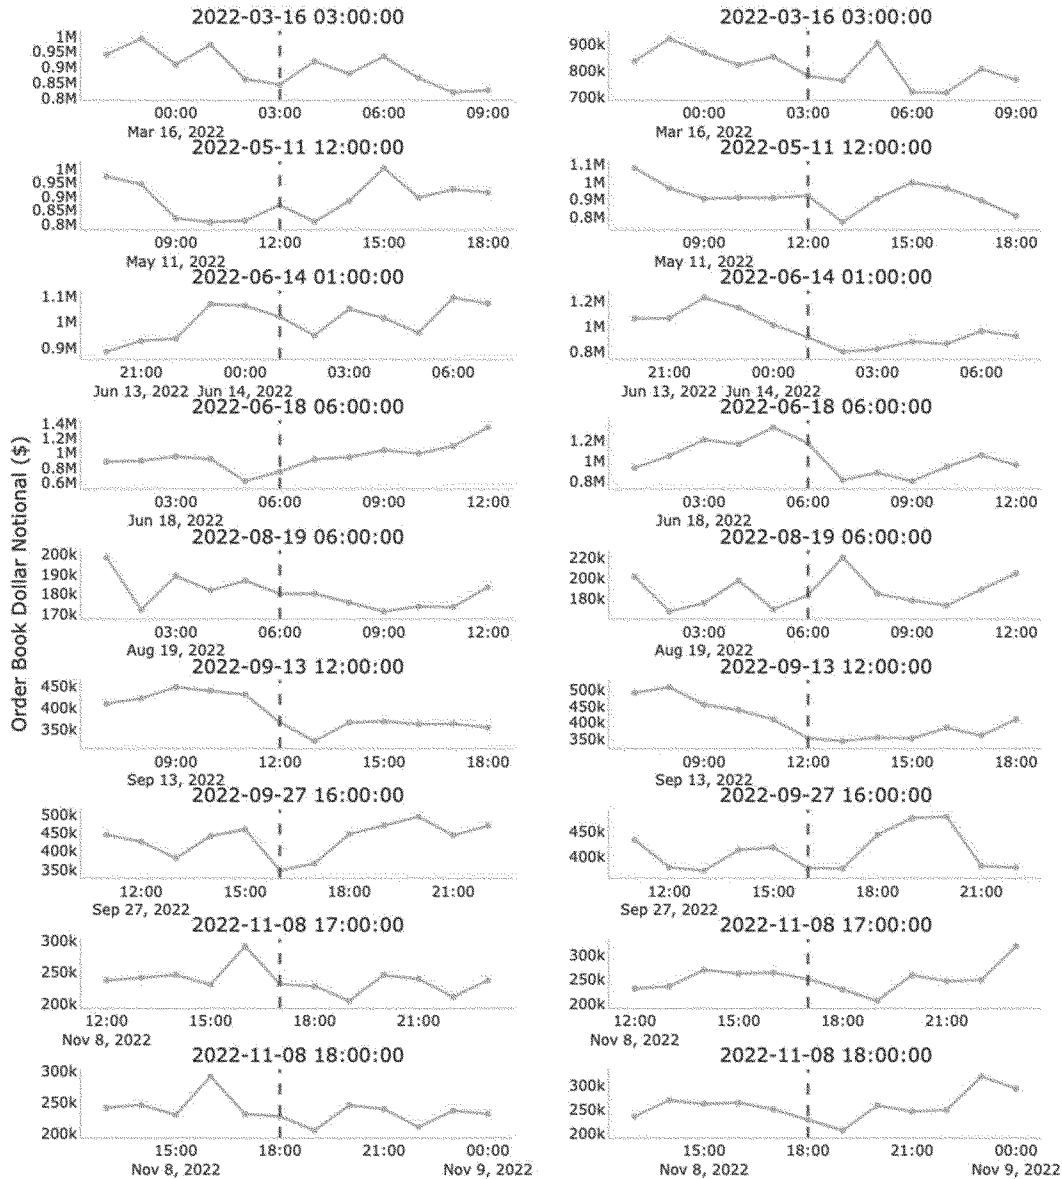 2022-03-16 03:00:00 2022-03-16 03:00:00
1M
0.95M
0.9M
0.85M
0.8M
900k
800k
700k
00:00 03:00 06:00 09:00 00:00 03:00 06:00 09:00
Mar 16, 2022 Mar 16, 2022
2022-05-11 12:00:00 2022-05-11 12:00:00
1M
0.95M
0.9M
0.85M
0.8M
1.1M
1M
0.9M
0.8M
09:00 12:00 15:00 18:00 09:00 12:00 15:00 18:00
May 11, 2022 May 11, 2022
2022-06-14 01:00:00 2022-06-14 01:00:00
1.1M
1M
0.9M
1.2M
1M
0.8M
21:00 00:00 03:00 06:00 21:00 00:00 03:00 06:00
Jun 13, 2022 Jun 14, 2022 Jun 13, 2022 Jun 14, 2022
2022-06-18 06:00:00 2022-06-18 06:00:00
1.4M
1.2M
1M
0.8M
0.6M
1.2M
1M
0.8M
03:00 06:00 09:00 12:00 03:00 06:00 09:00 12:00
Jun 18, 2022 Jun 18, 2022
Order Book Dollar Notional ($)
2022-08-19 06:00:00 2022-08-19 06:00:00
200k
190k
180k
170k
220k
200k
180k
03:00 06:00 09:00 12:00 03:00 06:00 09:00 12:00
Aug 19, 2022 Aug 19, 2022
2022-09-13 12:00:00 2022-09-13 12:00:00
450k
400k
350k
500k
450k
400k
350k
09:00 12:00 15:00 18:00 09:00 12:00 15:00 18:00
Sep 13, 2022 Sep 13, 2022
2022-09-27 16:00:00 2022-09-27 16:00:00
500k
450k
400k
350k
450k
400k
12:00 15:00 18:00 21:00 12:00 15:00 18:00 21:00
Sep 27, 2022 Sep 27, 2022
2022-11-08 17:00:00 2022-11-08 17:00:00
300k
250k
200k
300k
250k
200k
12:00 15:00 18:00 21:00 12:00 15:00 18:00 21:00
Nov 8, 2022 Nov 8, 2022
2022-11-08 18:00:00 2022-11-08 18:00:00
300k
250k
200k
300k
250k
200k
15:00 18:00 21:00 00:00 15:00 18:00 21:00 00:00
Nov 8, 2022 Nov 9, 2022 Nov 8, 2022 Nov 9, 2022